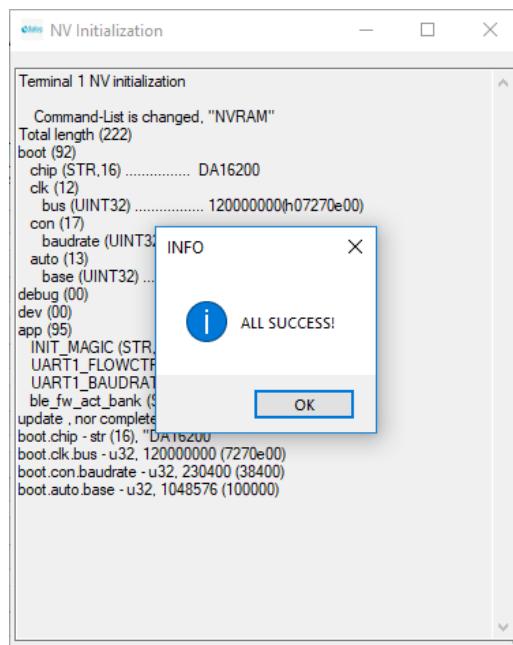 NV Initialization
Terminal 1 NV initialization
Command-List is changed, "NVRAM"
Total length (222)
boot (92)
chip (STR,16) ................ DA16200
clk (12)
bus (UINT32) ................. 120000000(h07270e00)
con (17)
baudrate (UINT32
auto (13)
base (UINT32) ...
debug (00)
dev (00)
app (95)
INIT_MAGIC (STR,
UART1_FLOWCTR
UART1_BAUDRAT
ble_fw_act_bank (S
update , nor complete
boot.chip - str (16), "DA16200
boot.clk.bus - u32, 120000000 (7270e00)
boot.con.baudrate - u32, 230400 (38400)
boot.auto.base - u32, 1048576 (100000)
INFO
ALL SUCCESS!
OK